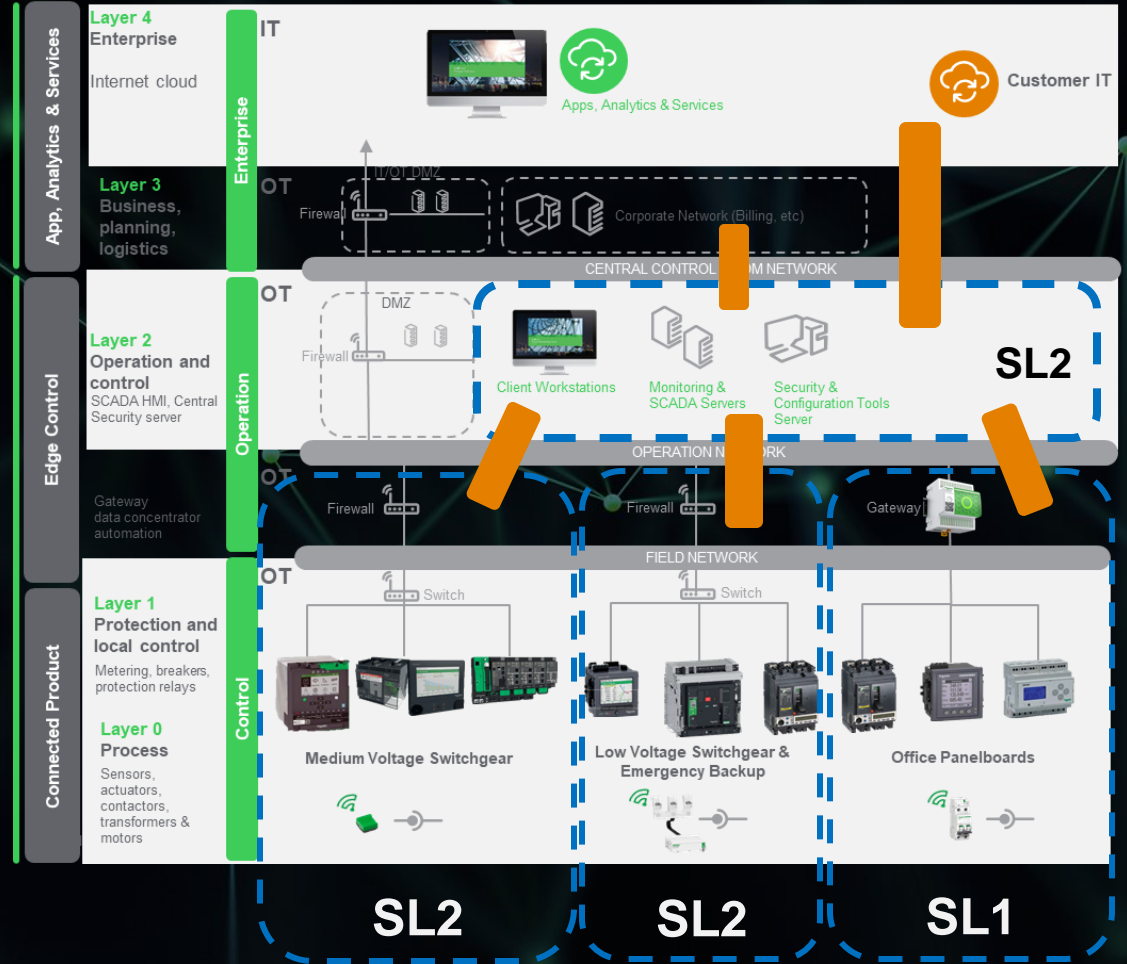 App, Analytics & Services
Edge Control
Connected Product
Layer 4
Enterprise
Internet cloud
Enterprise
IT
Apps, Analytics & Services
Customer IT
Layer 3
Business,
planning,
logistics
OT
IT/OT DMZ
Firewall
Corporate Network (Billing, etc)
CENTRAL CONTROL OM NETWORK
OT
DMZ
Firewall
Layer 2
Operation and
control
SCADA HMI, Central
Security server
Operation
Client Workstations
Monitoring &
SCADA Servers
Security &
Configuration Tools
Server
SL2
OPERATION N RK
OT
Gateway
data concentrator
automation
Firewall
Firewall
Gateway
FIELD NETWORK
OT
Switch
Switch
Layer 1
Protection and
local control
Metering, breakers,
protection relays
Control
Medium Voltage Switchgear
Low Voltage Switchgear &
Emergency Backup
Office Panelboards
Layer 0
Process
Sensors,
actuators,
contactors,
transformers &
motors
SL2
SL2
SL1